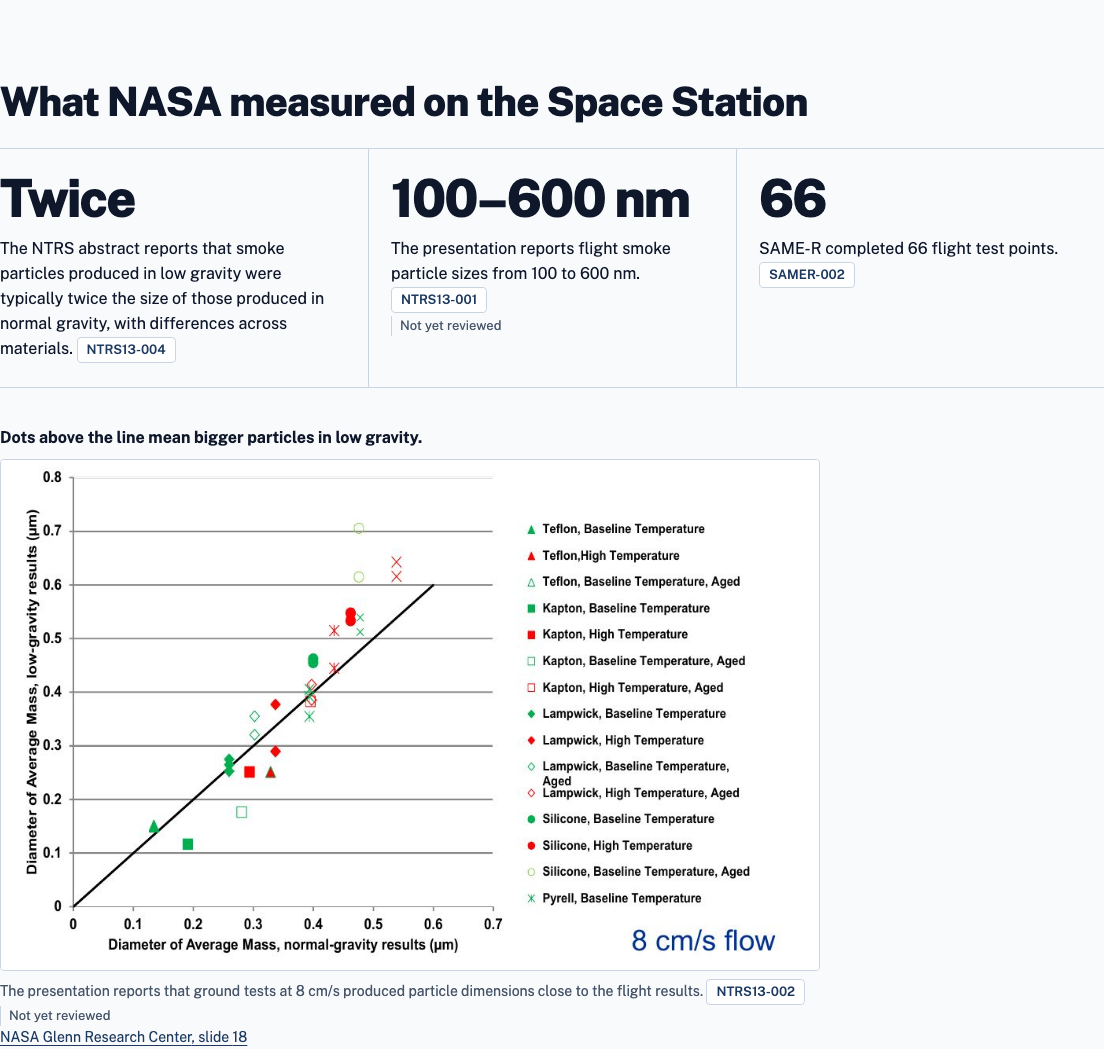 What NASA measured on the Space Station
Twice
The NTRS abstract reports that smoke
particles produced in low gravity were
typically twice the size of those produced in
normal gravity, with differences across
materials. NTRS13-004
100–600 nm
The presentation reports flight smoke
particle sizes from 100 to 600 nm.
NTRS13-001
Not yet reviewed
66
SAME-R completed 66 flight test points.
SAMER-002
Dots above the line mean bigger particles in low gravity.
Diameter of Average Mass, low-gravity results (µm)
0.8
0.7
0.6
0.5
0.4
0.3
0.2
0.1
0
0 0.1 0.2 0.3 0.4 0.5 0.6 0.7
Diameter of Average Mass, normal-gravity results (µm)
Teflon, Baseline Temperature
Teflon,High Temperature
Teflon, Baseline Temperature, Aged
Kapton, Baseline Temperature
Kapton, High Temperature
Kapton, Baseline Temperature, Aged
Kapton, High Temperature, Aged
Lampwick, Baseline Temperature
Lampwick, High Temperature
Lampwick, Baseline Temperature,
Aged
Lampwick, High Temperature, Aged
Silicone, Baseline Temperature
Silicone, High Temperature
Silicone, Baseline Temperature, Aged
Pyrell, Baseline Temperature
8 cm/s flow
The presentation reports that ground tests at 8 cm/s produced particle dimensions close to the flight results. NTRS13-002
Not yet reviewed
NASA Glenn Research Center, slide 18